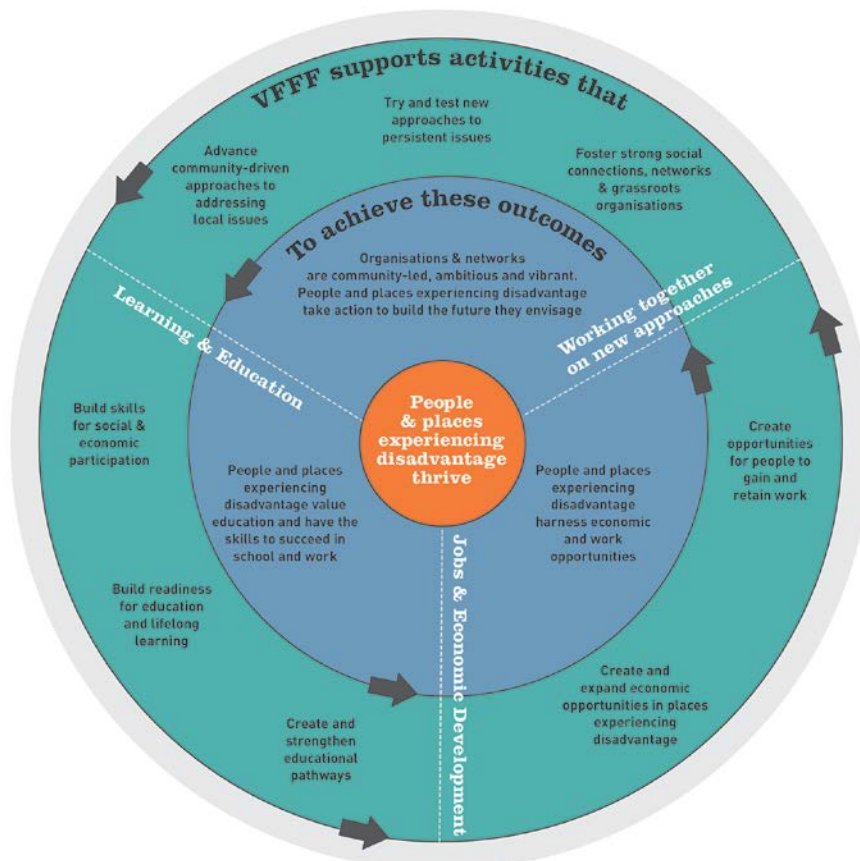 VFFF supports activities that
Try and test new
approaches to
persistent issues
Advance
community-driven
approaches to
addressing
local issues
Foster strong social
connections, networks
& grassroots
organisations
To achieve these outcomes
Organisations & networks
are community-led, ambitious and vibrant.
People and places experiencing disadvantage
take action to build the future they envisage
Learning & Education
Working together
on new approaches
People
& places
experiencing
disadvantage
thrive
Build skills
for social &
economic
participation
People and places
experiencing
disadvantage value
education and have the
skills to succeed in
school and work
People and places
experiencing
disadvantage
harness economic
and work
opportunities
Create
opportunities
for people to
gain and
retain work
Build readiness
for education
and lifelong
learning
Jobs & Economic Development
Create and
strengthen
educational
pathways
Create and
expand economic
opportunities in places
experiencing
disadvantage